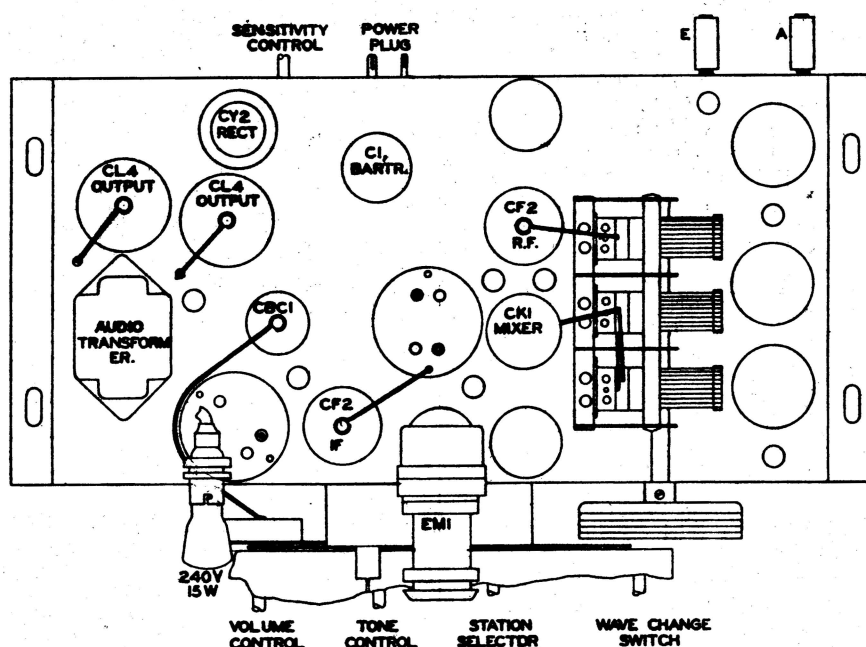 SENSITIVITY
CONTROL
POWER
PLUG
E
A
CY2
RECT
C1,
BARTR.
CL4
OUTPUT
CL4
OUTPUT
CF2
R.F.
CBC1
CK1
MIXER
AUDIO
TRANSFORM
ER.
CF2
IF
EM1
240V
15W
VOLUME
CONTROL
TONE
CONTROL
STATION
SELECTOR
WAVE CHANGE
SWITCH